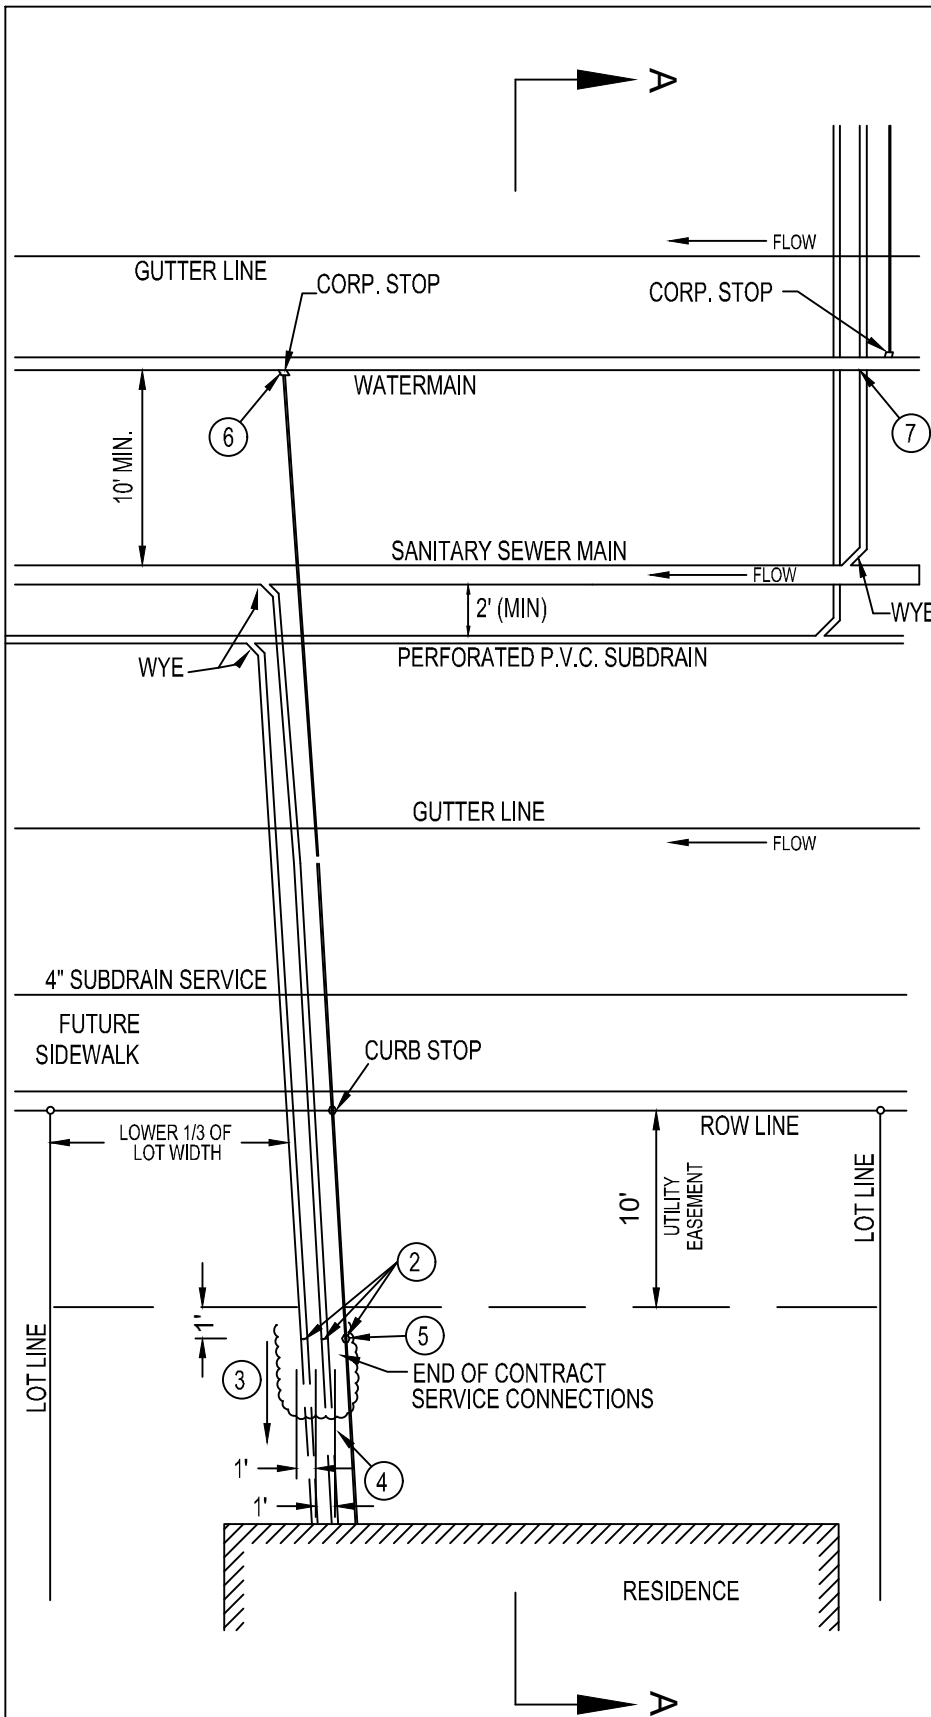 A
FLOW
GUTTER LINE
CORP. STOP
CORP. STOP
WATERMAIN
6
7
10' MIN.
SANITARY SEWER MAIN
FLOW
2' (MIN)
WYE
PERFORATED P.V.C. SUBDRAIN
WYE
GUTTER LINE
FLOW
4" SUBDRAIN SERVICE
FUTURE
SIDEWALK
CURB STOP
ROW LINE
LOWER 1/3 OF
LOT WIDTH
10'
UTILITY
EASEMENT
LOT LINE
2
1'
5
LOT LINE
3
END OF CONTRACT
SERVICE CONNECTIONS
1'
4
1'
RESIDENCE
A